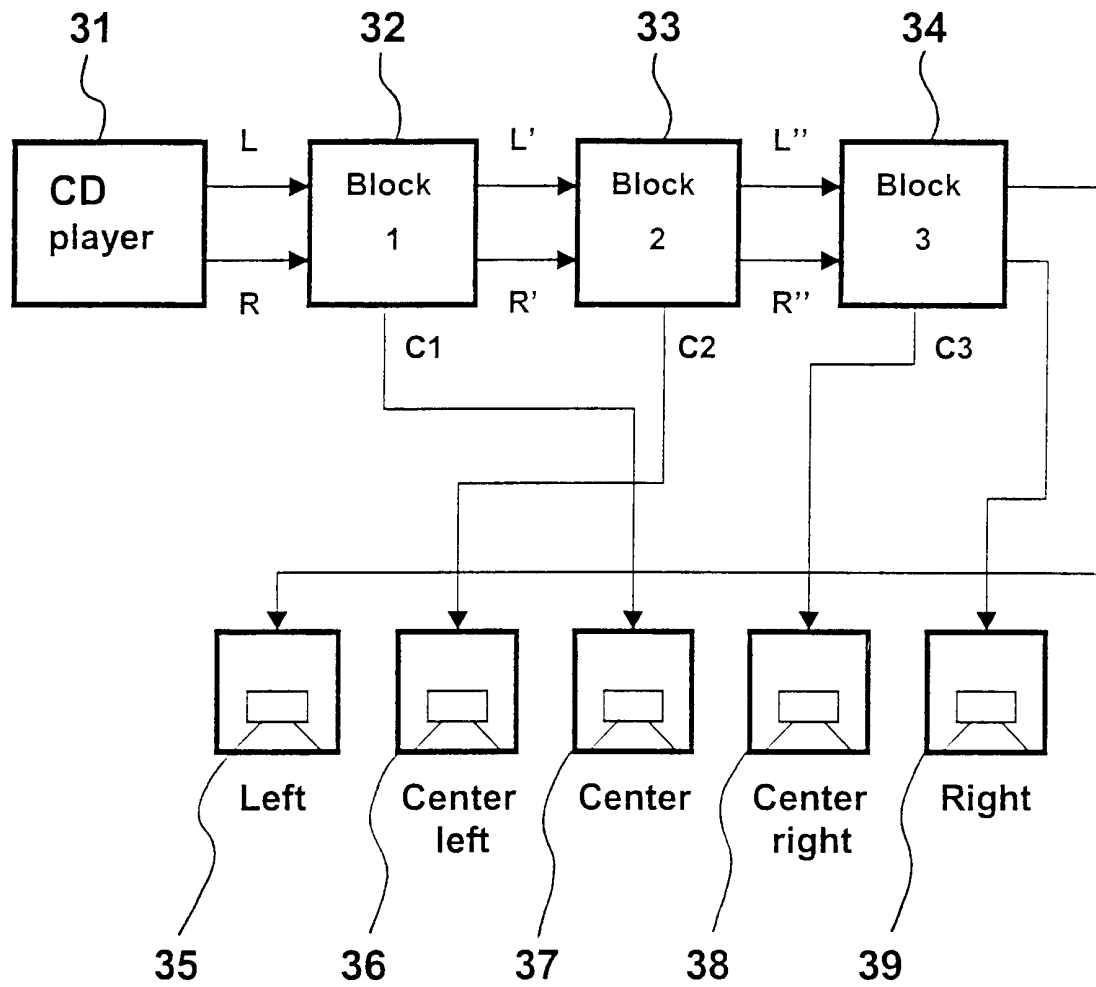 31
32
33
34
L
L'
L''
CD
player
Block
1
Block
2
Block
3
R
R'
R''
C1
C2
C3
Left
Center
left
Center
Center
right
Right
35
36
37
38
39